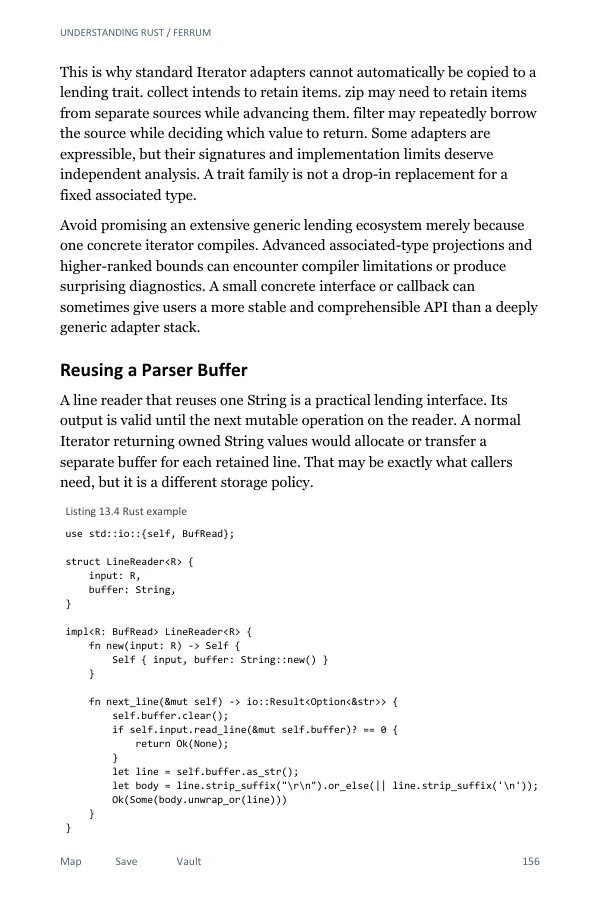 UNDERSTANDING RUST / FERRUM
This is why standard Iterator adapters cannot automatically be copied to a
lending trait. collect intends to retain items. zip may need to retain items
from separate sources while advancing them. filter may repeatedly borrow
the source while deciding which value to return. Some adapters are
expressible, but their signatures and implementation limits deserve
independent analysis. A trait family is not a drop-in replacement for a
fixed associated type.
Avoid promising an extensive generic lending ecosystem merely because
one concrete iterator compiles. Advanced associated-type projections and
higher-ranked bounds can encounter compiler limitations or produce
surprising diagnostics. A small concrete interface or callback can
sometimes give users a more stable and comprehensible API than a deeply
generic adapter stack.
Reusing a Parser Buffer
A line reader that reuses one String is a practical lending interface. Its
output is valid until the next mutable operation on the reader. A normal
Iterator returning owned String values would allocate or transfer a
separate buffer for each retained line. That may be exactly what callers
need, but it is a different storage policy.
Listing 13.4 Rust example
use std::io::{self, BufRead};
struct LineReader<R> {
    input: R,
    buffer: String,
}
impl<R: BufRead> LineReader<R> {
    fn new(input: R) -> Self {
        Self { input, buffer: String::new() }
    }
    fn next_line(&mut self) -> io::Result<Option<&str>> {
        self.buffer.clear();
        if self.input.read_line(&mut self.buffer)? == 0 {
            return Ok(None);
        }
        let line = self.buffer.as_str();
        let body = line.strip_suffix("\r\n").or_else(|| line.strip_suffix('\n'));
        Ok(Some(body.unwrap_or(line)))
    }
}
Map Save Vault 156